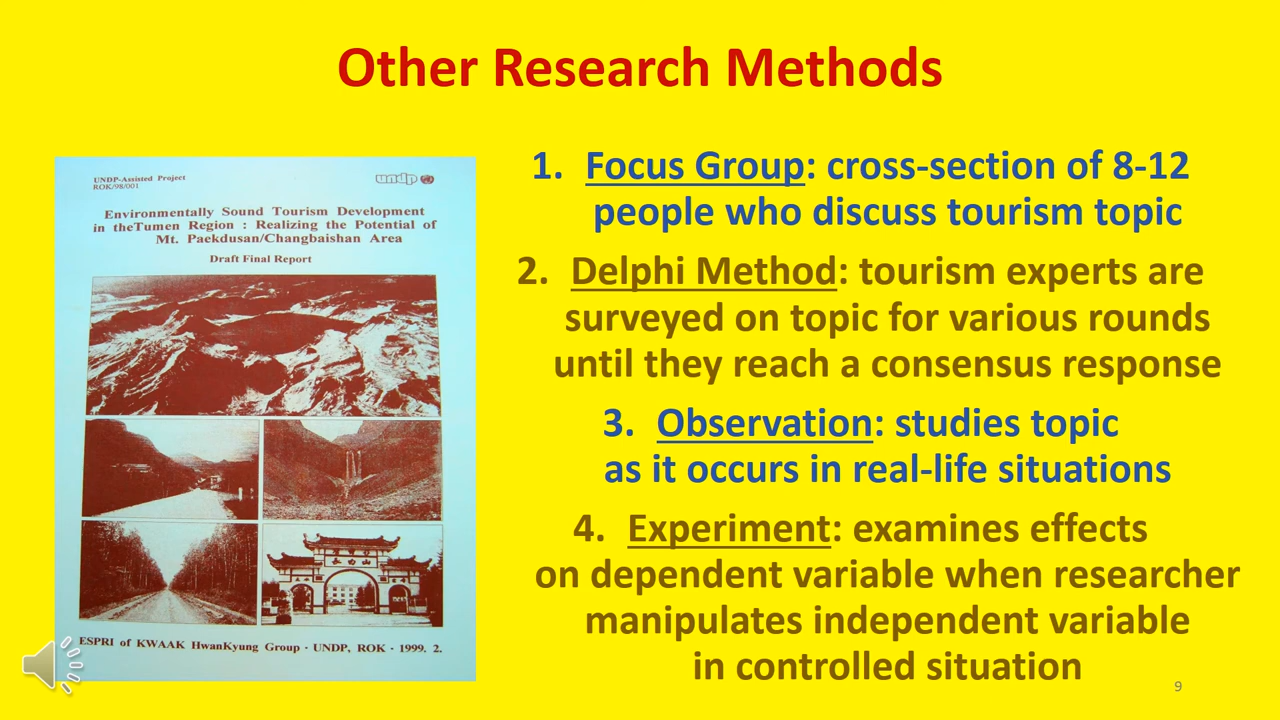 Other Research Methods
UNDP-Assisted Project
ROK/98/001
undp
Environmentally Sound Tourism Development
in theTumen Region : Realizing the Potential of
Mt. Paekdusan/Changbaishan Area
Draft Final Report
ESPRI of KWAAK HwanKyung Group · UNDP, ROK · 1999. 2.
1. Focus Group: cross-section of 8-12
people who discuss tourism topic
2. Delphi Method: tourism experts are
surveyed on topic for various rounds
until they reach a consensus response
3. Observation: studies topic
as it occurs in real-life situations
4. Experiment: examines effects
on dependent variable when researcher
manipulates independent variable
in controlled situation
9